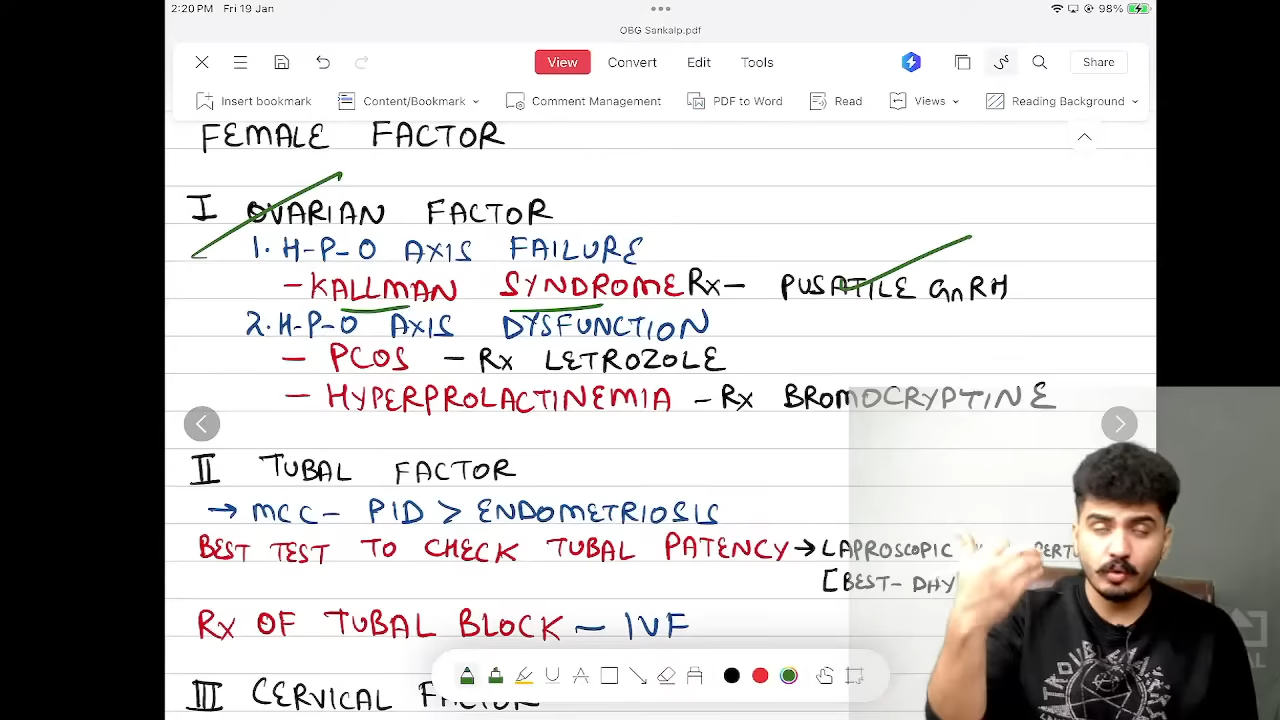 2:20 PM Fri 19 Jan
98%
OBG Sankalp.pdf
View Convert Edit Tools Share
Insert bookmark Content/Bookmark Comment Management PDF to Word Read Views Reading Background
FEMALE FACTOR
I OVARIAN FACTOR
1. H-P-O AXIS FAILURE
- KALLMAN SYNDROME Rx- PUSATILE GnRH
2. H-P-O AXIS DYSFUNCTION
- PCOS - Rx LETROZOLE
- HYPERPROLACTINEMIA - Rx BROMOCRYPTINE
II TUBAL FACTOR
→ MCC- PID > ENDOMETRIOSIS
BEST TEST TO CHECK TUBAL PATENCY → LAPROSCOPIC
[BEST-
Rx OF TUBAL BLOCK - IVF
III CERVICAL FACTOR